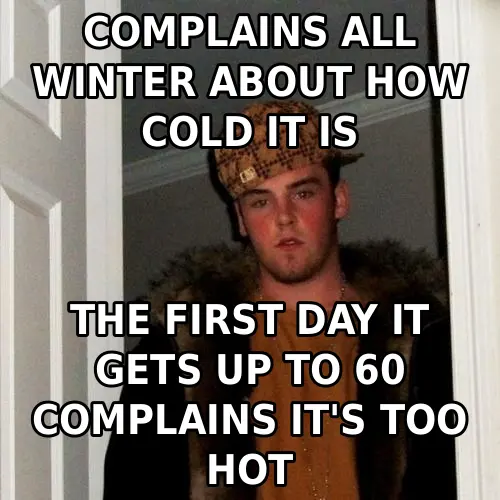 COMPLAINS ALL
WINTER ABOUT HOW
COLD IT IS
THE FIRST DAY IT
GETS UP TO 60
COMPLAINS IT'S TOO
HOT